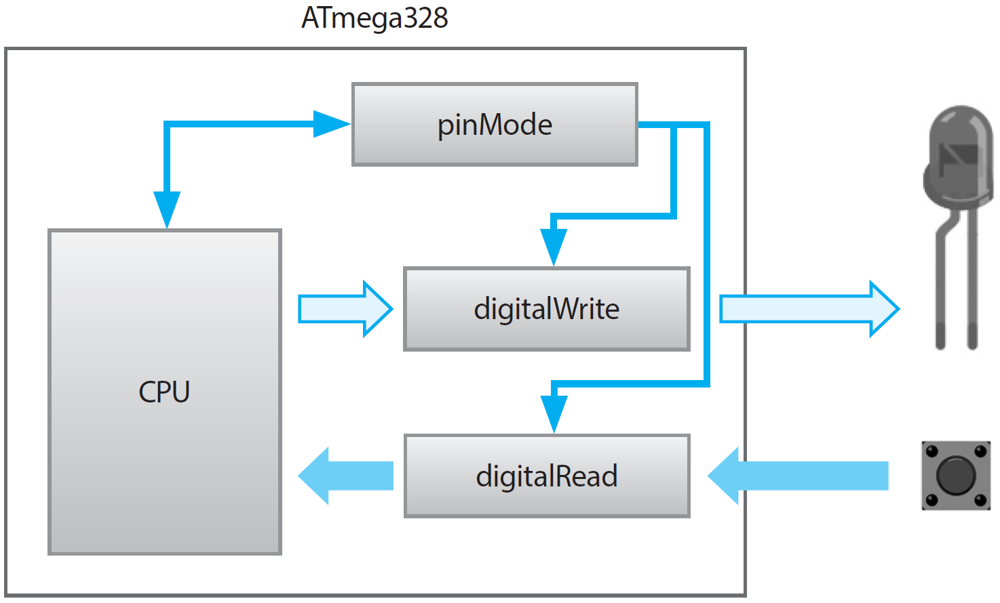 ATmega328
pinMode
digitalWrite
CPU
digitalRead